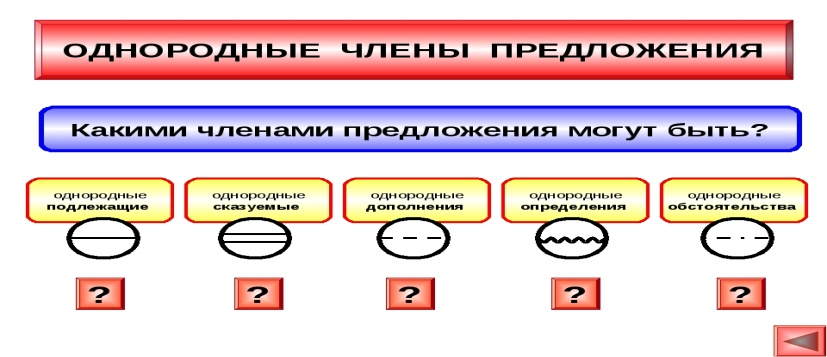 ОДНОРОДНЫЕ ЧЛЕНЫ ПРЕДЛОЖЕНИЯ
Какими членами предложения могут быть?
однородные
подлежащие
однородные
сказуемые
однородные
дополнения
однородные
определения
однородные
обстоятельства
?
?
?
?
?